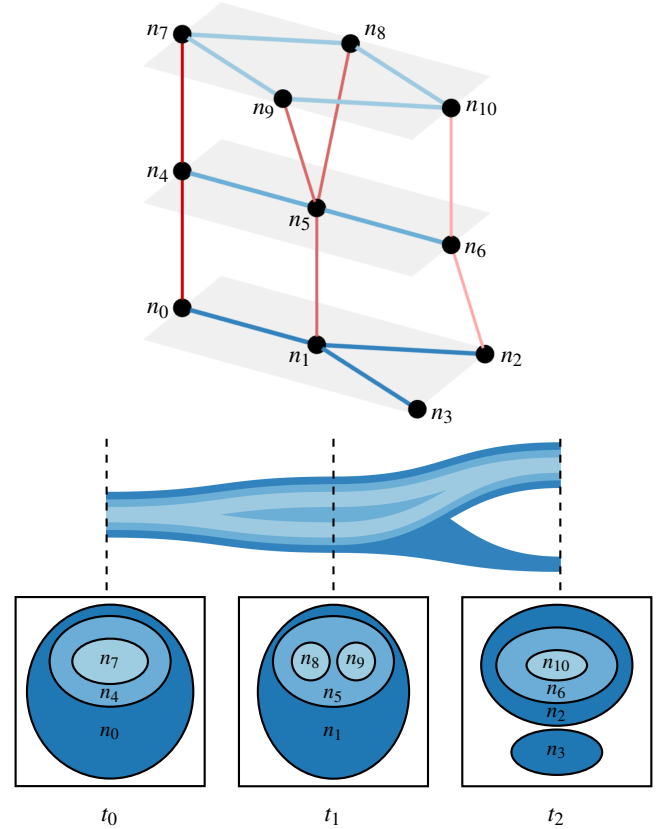 n₇ n₈
n₉ n₁₀
n₄
n₅
n₆
n₀
n₁ n₂
n₃
n₇ n₈ n₉ n₁₀
n₄ n₅ n₆
n₂
n₀ n₁
n₃
t₀ t₁ t₂